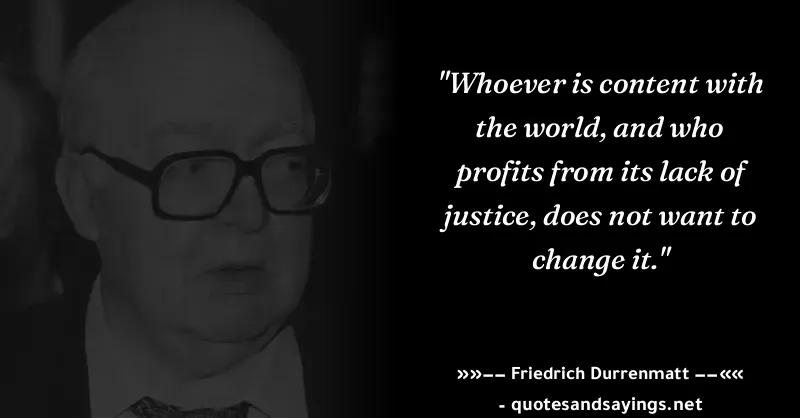 "Whoever is content with
the world, and who
profits from its lack of
justice, does not want to
change it."
»»−− Friedrich Durrenmatt −−««
- quotesandsayings.net